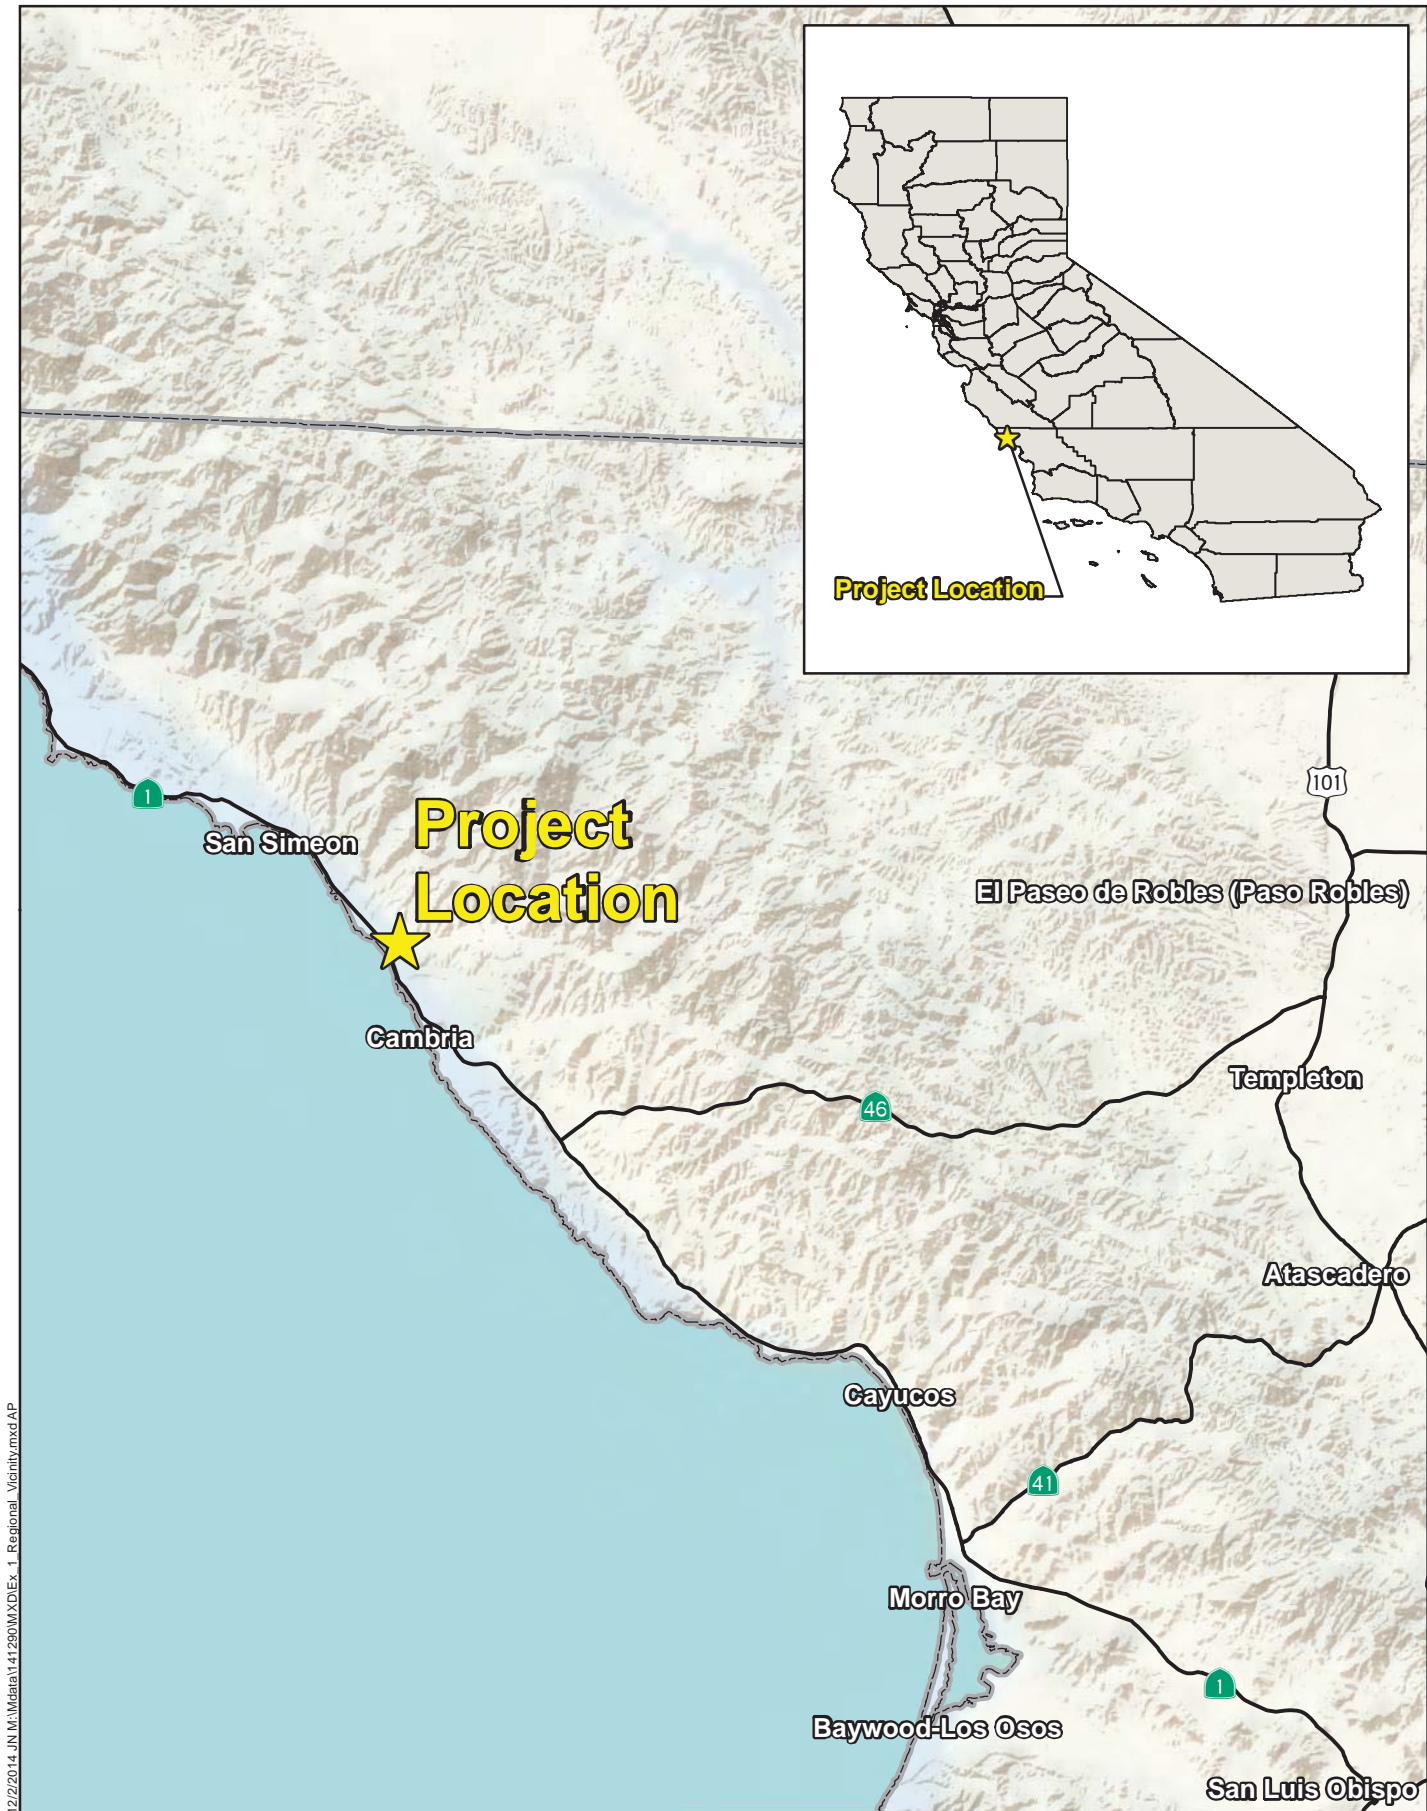 Project Location
101
1
San Simeon
Project
Location
El Paseo de Robles (Paso Robles)
Cambria
Templeton
46
Atascadero
Cayucos
41
Morro Bay
1
Baywood-Los Osos
San Luis Obispo
12/2/2014 JN M:\Mdata\141290\MXD\Ex_1_Regional_Vicinity.mxd AP